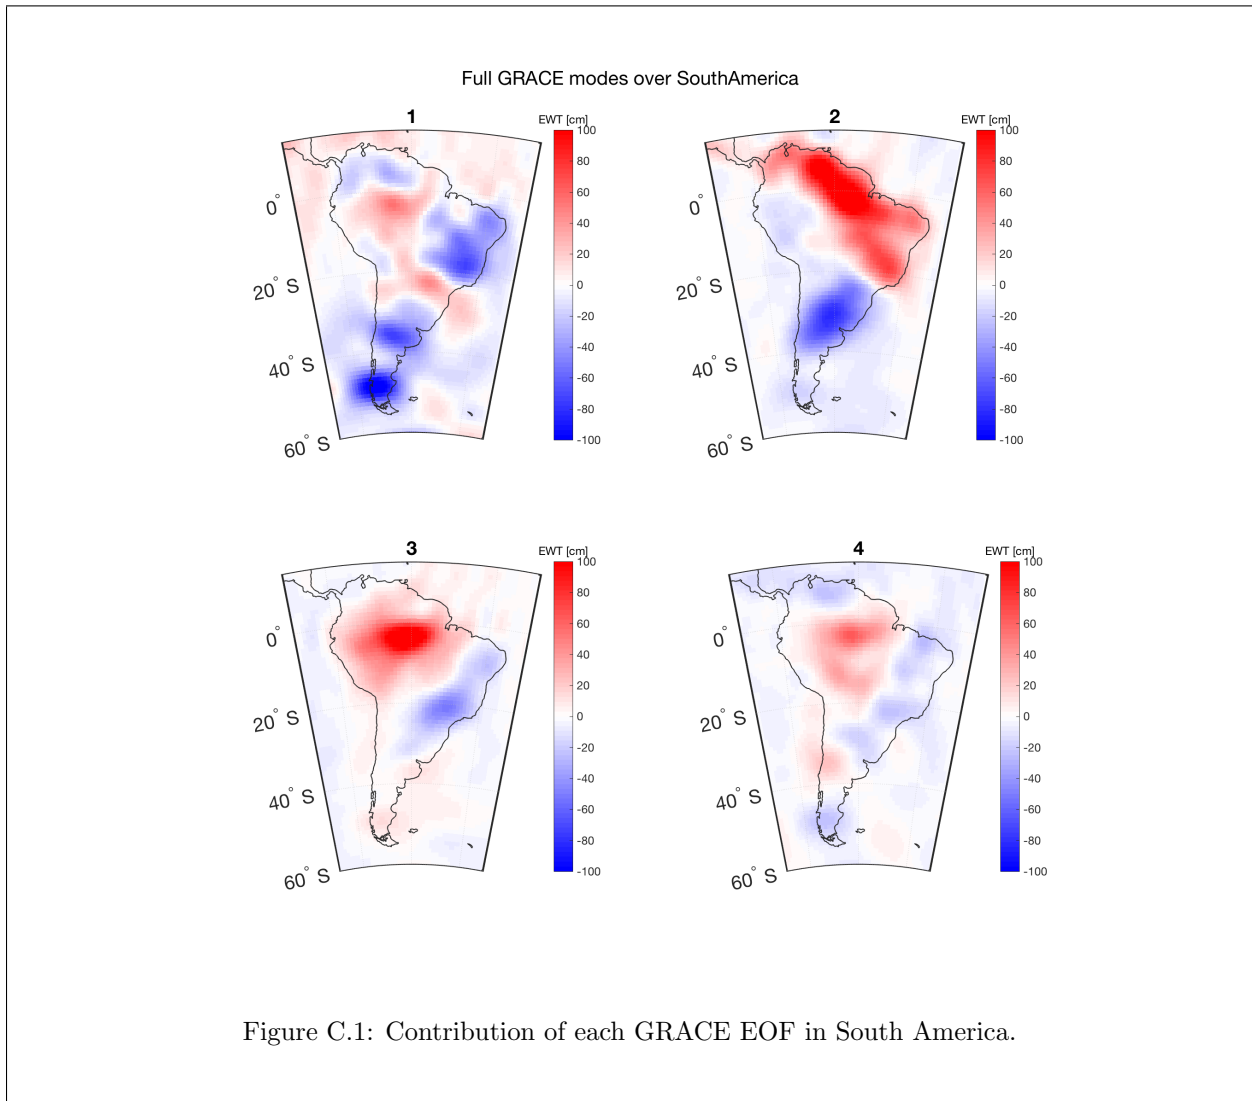 Full GRACE modes over SouthAmerica
1
EWT [cm]
100
80
60
40
20
0
-20
-40
-60
-80
-100
0°
20° S
40° S
60° S
2
EWT [cm]
100
80
60
40
20
0
-20
-40
-60
-80
-100
0°
20° S
40° S
60° S
3
EWT [cm]
100
80
60
40
20
0
-20
-40
-60
-80
-100
0°
20° S
40° S
60° S
4
EWT [cm]
100
80
60
40
20
0
-20
-40
-60
-80
-100
0°
20° S
40° S
60° S
Figure C.1: Contribution of each GRACE EOF in South America.